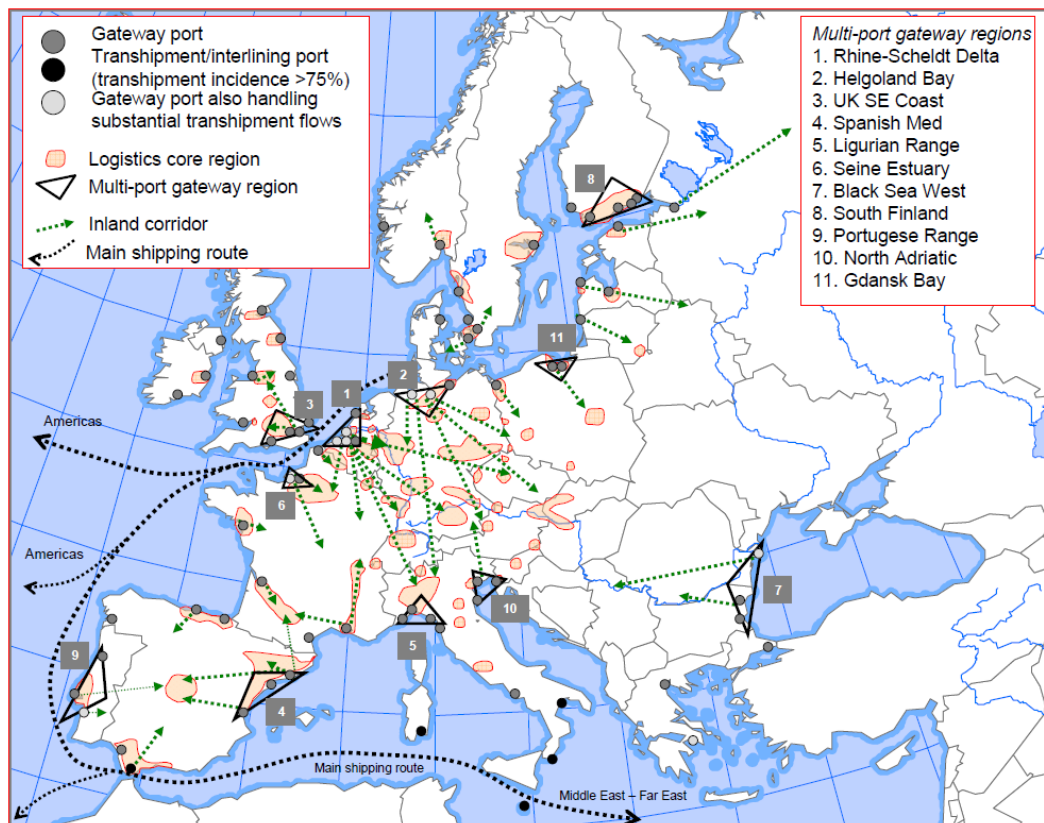 Gateway port
Transhipment/interlining port
(transhipment incidence >75%)
Gateway port also handling
substantial transhipment flows
Logistics core region
Multi-port gateway region
Inland corridor
Main shipping route
Multi-port gateway regions
1. Rhine-Scheldt Delta
2. Helgoland Bay
3. UK SE Coast
4. Spanish Med
5. Ligurian Range
6. Seine Estuary
7. Black Sea West
8. South Finland
9. Portugese Range
10. North Adriatic
11. Gdansk Bay
8
11
2
1
3
Americas
6
Americas
7
10
5
9
4
Main shipping route
Middle East – Far East